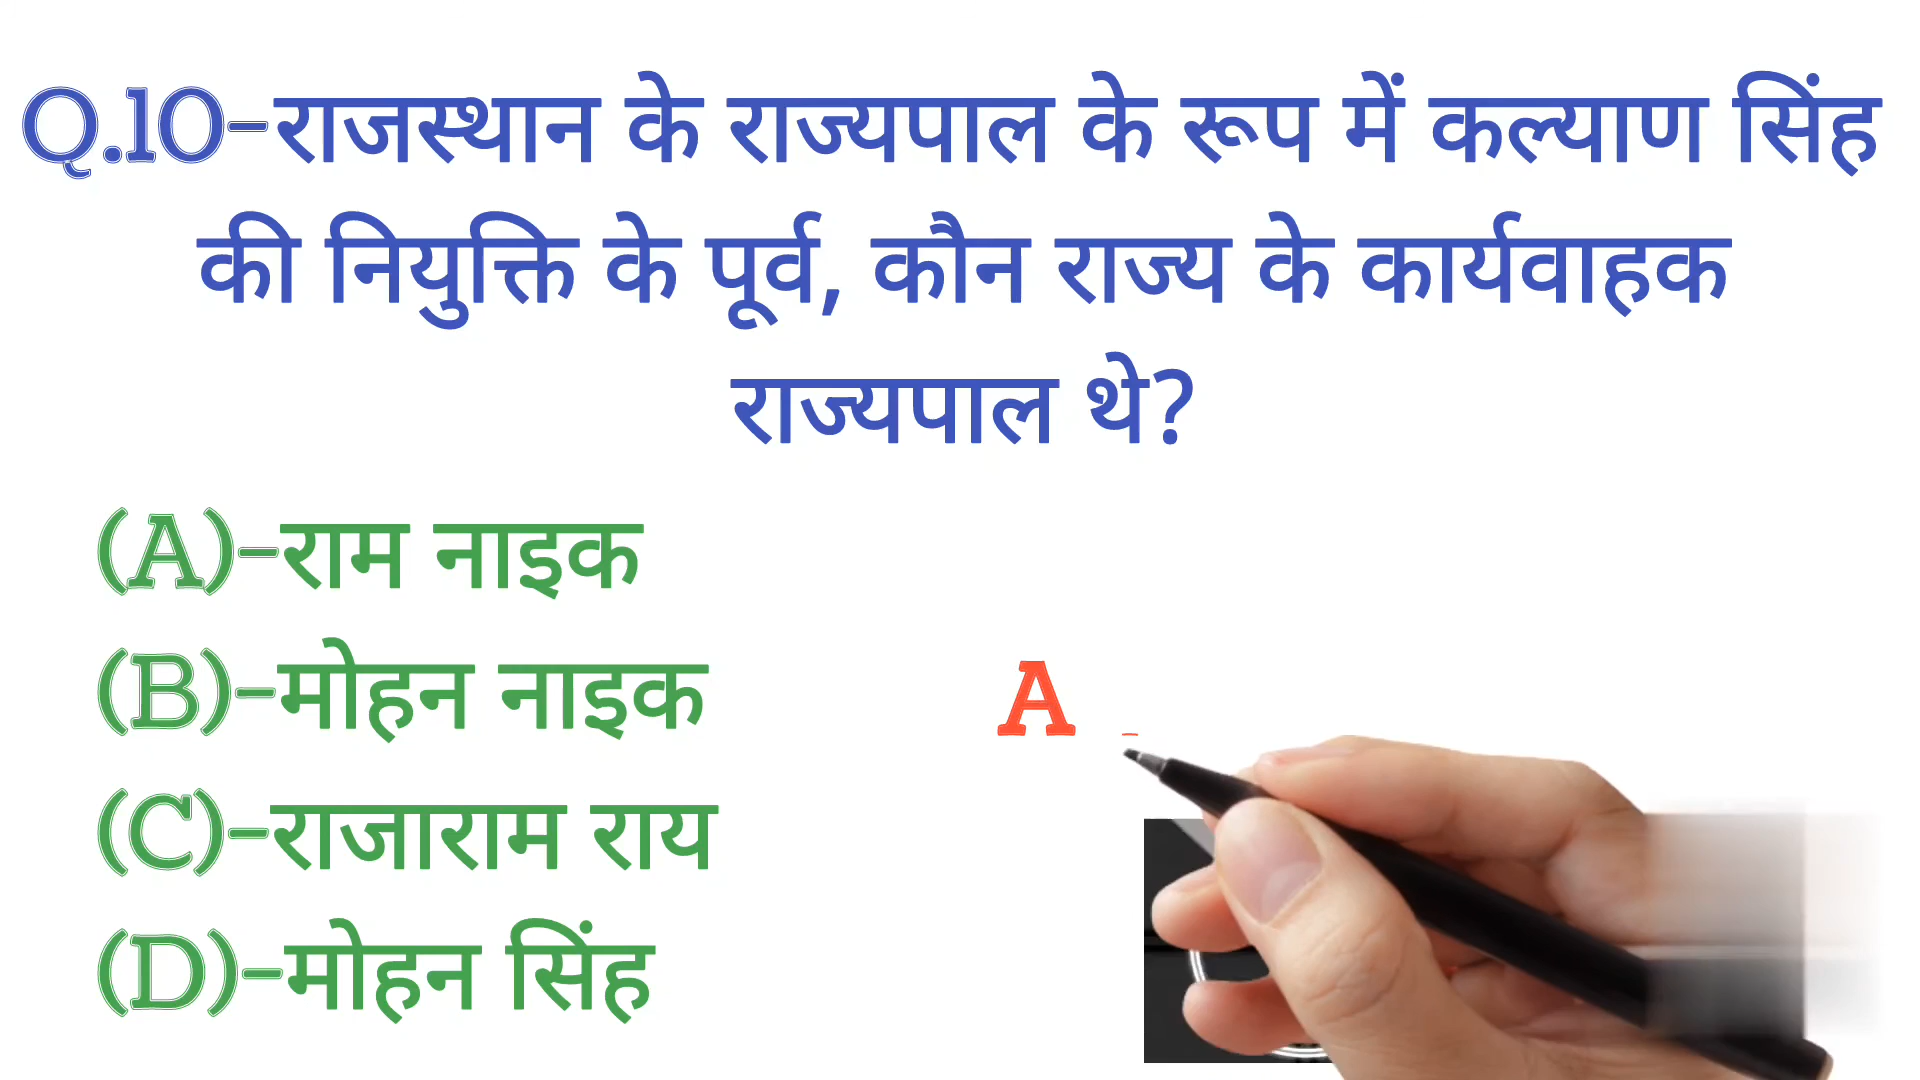 Q.10-राजस्थान के राज्यपाल के रूप में कल्याण सिंह
की नियुक्ति के पूर्व, कौन राज्य के कार्यवाहक
राज्यपाल थे?
(A)-राम नाइक
(B)-मोहन नाइक
A
(C)-राजाराम राय
(D)-मोहन सिंह